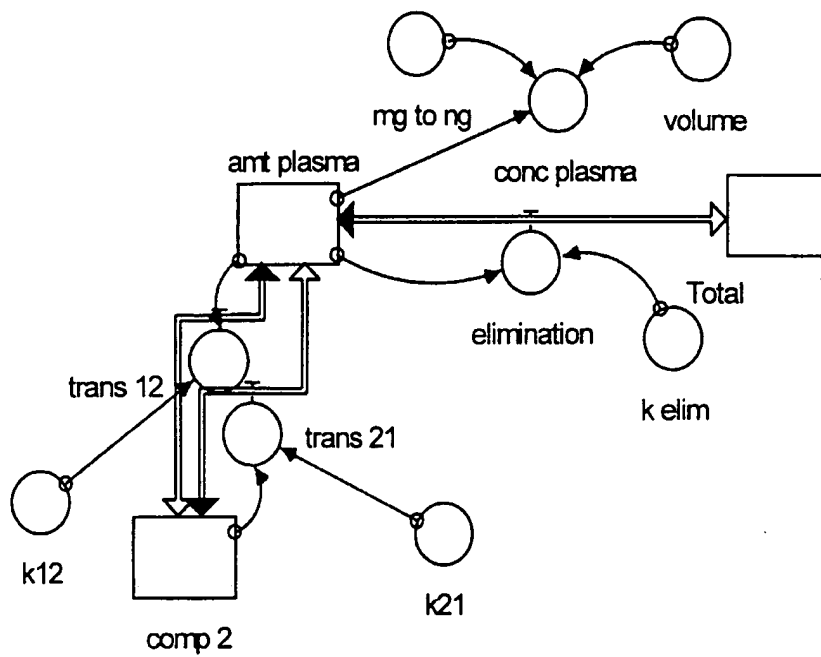 mg to ng
volume
amt plasma
conc plasma
Total
elimination
trans 12
k elim
trans 21
k12
k21
comp 2